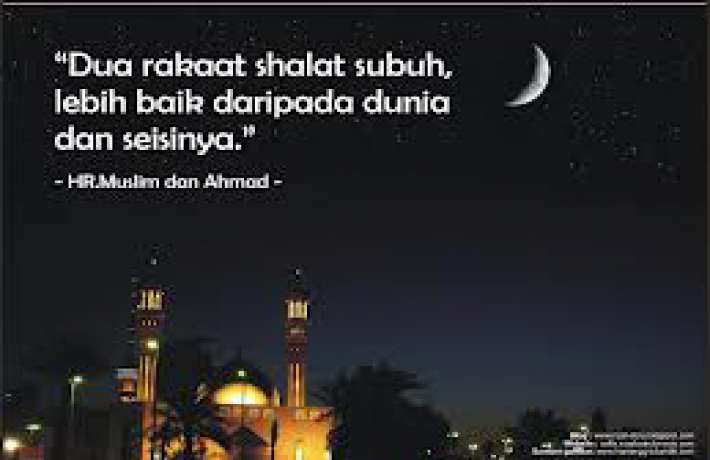 “Dua rakaat shalat subuh,
lebih baik daripada dunia
dan seisinya.”
- HR.Muslim dan Ahmad -